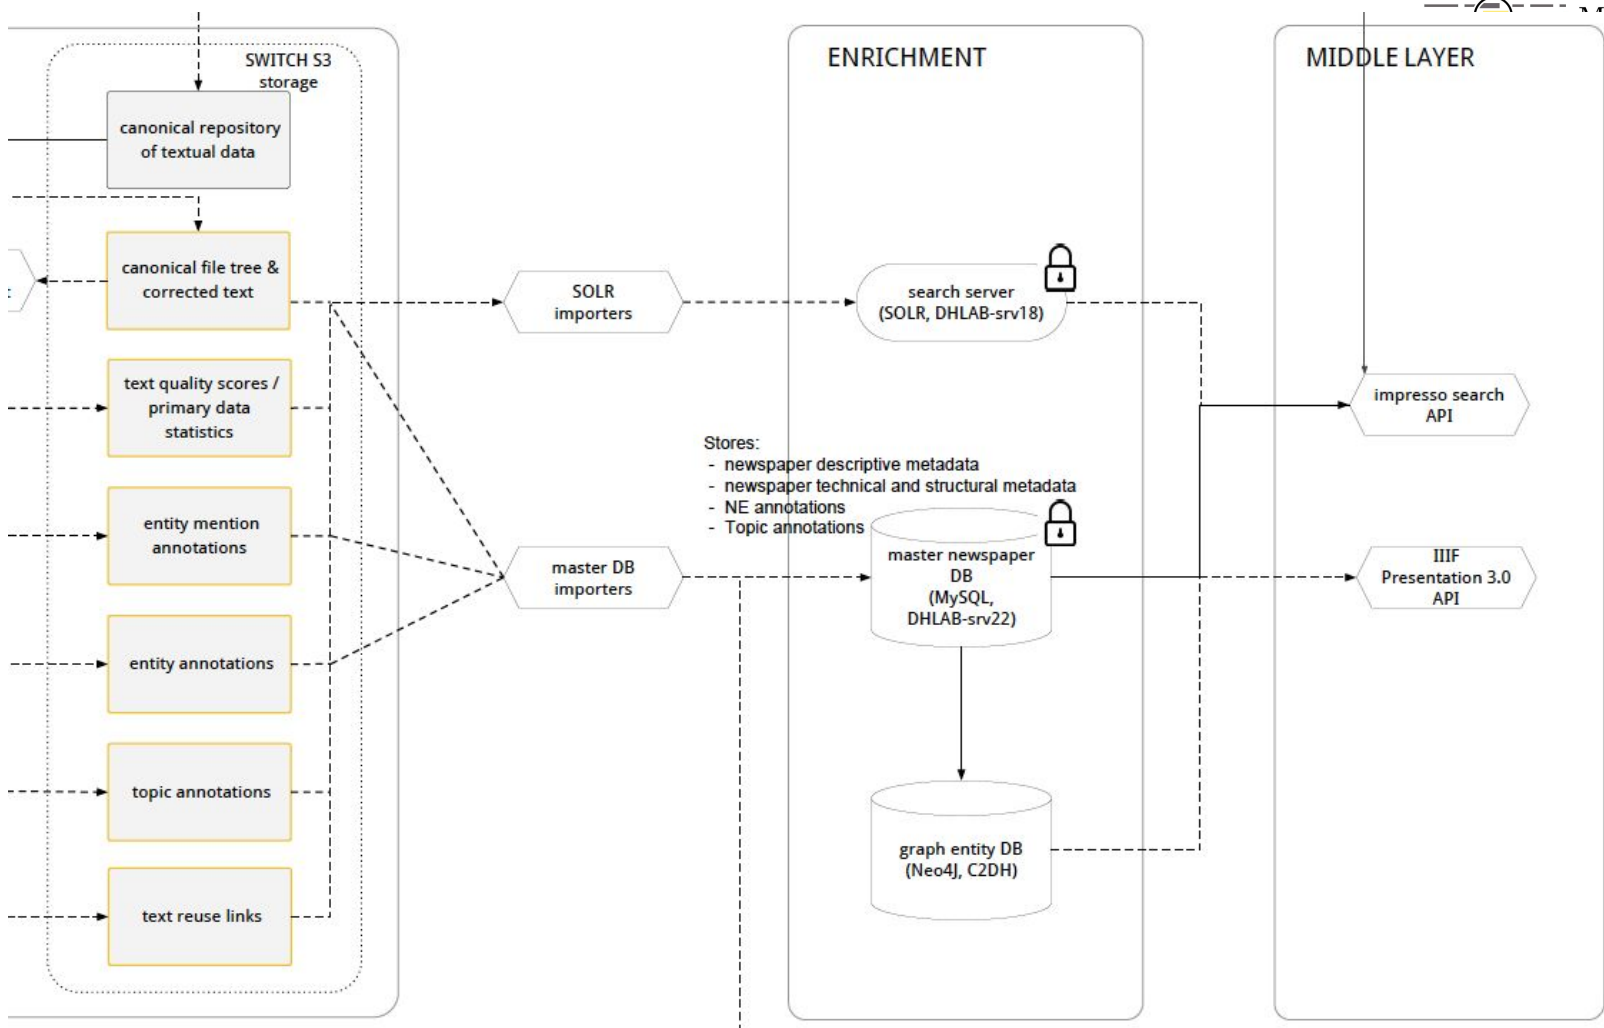 SWITCH S3
storage
canonical repository
of textual data
canonical file tree &
corrected text
text quality scores /
primary data
statistics
entity mention
annotations
entity annotations
topic annotations
text reuse links
SOLR
importers
master DB
importers
ENRICHMENT
search server
(SOLR, DHLAB-srv18)
Stores:
- newspaper descriptive metadata
- newspaper technical and structural metadata
- NE annotations
- Topic annotations
master newspaper
DB
(MySQL,
DHLAB-srv22)
graph entity DB
(Neo4J, C2DH)
MIDDLE LAYER
impresso search
API
IIIF
Presentation 3.0
API